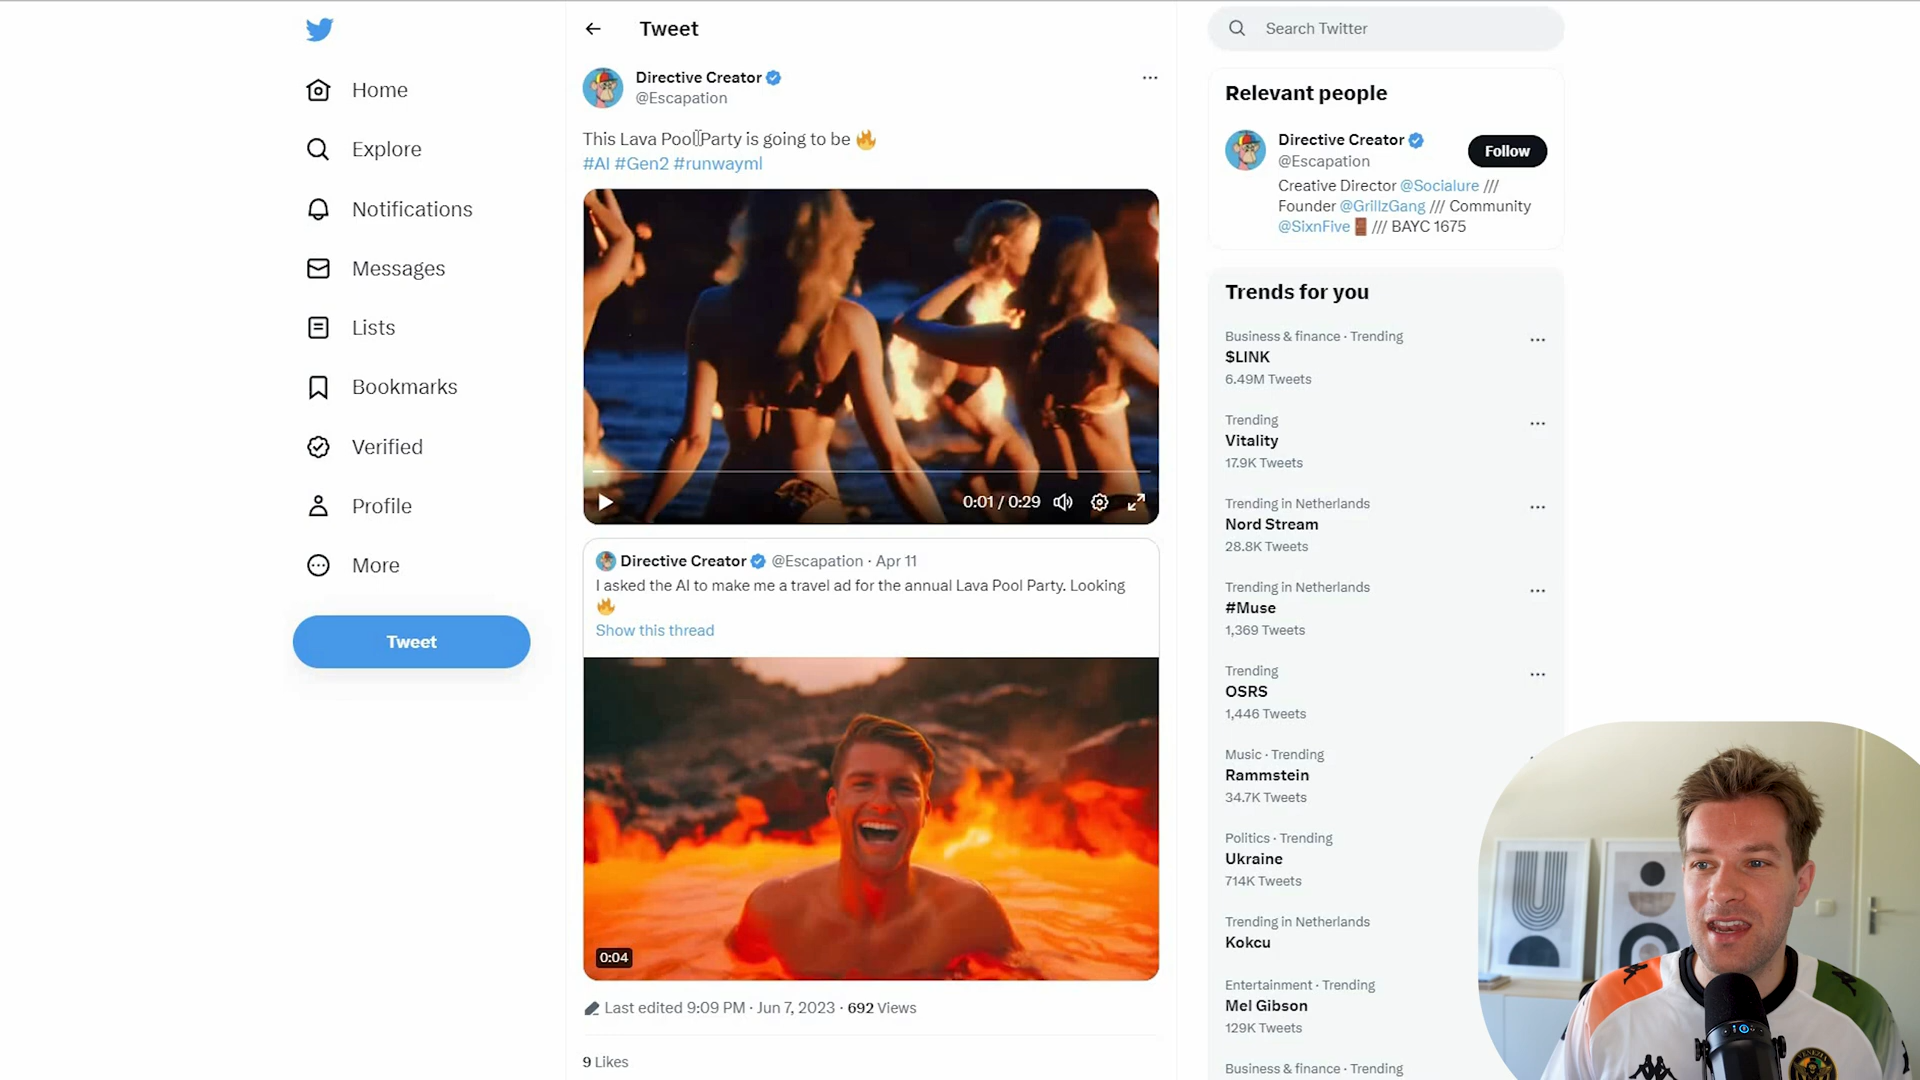 Home
Explore
Notifications
Messages
Lists
Bookmarks
Verified
Profile
More
Tweet
Tweet
Directive Creator
@Escapation
This Lava Pool Party is going to be 🔥
#AI #Gen2 #runwayml
0:01 / 0:29
Directive Creator @Escapation · Apr 11
I asked the AI to make me a travel ad for the annual Lava Pool Party. Looking
🔥
Show this thread
0:04
Last edited 9:09 PM · Jun 7, 2023 · 692 Views
9 Likes
Search Twitter
Relevant people
Directive Creator
@Escapation
Follow
Creative Director @Socialure ///
Founder @GrillzGang /// Community
@SixnFive🚪 /// BAYC 1675
Trends for you
Business & finance · Trending
$LINK
6.49M Tweets
Trending
Vitality
17.9K Tweets
Trending in Netherlands
Nord Stream
28.8K Tweets
Trending in Netherlands
#Muse
1,369 Tweets
Trending
OSRS
1,446 Tweets
Music · Trending
Rammstein
34.7K Tweets
Politics · Trending
Ukraine
714K Tweets
Trending in Netherlands
Kokcu
Entertainment · Trending
Mel Gibson
129K Tweets
Business & finance · Trending
VENEZIA